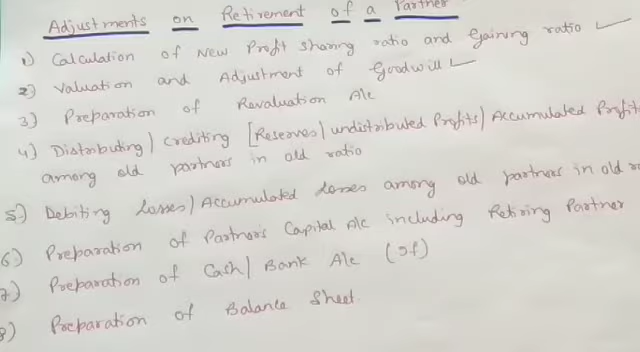 Adjustments on Retirement of a Partner
1) Calculation of New Profit sharing ratio and Gaining ratio
2) Valuation and Adjustment of Goodwill
3) Preparation of Revaluation A/c
4) Distributing/ crediting [Reserves/ undistributed Profits/ Accumulated Profits
among old partners in old ratio
5) Debiting Losses/ Accumulated Losses among old partners in old ra
6) Preparation of Partners Capital A/c including Retiring Partner
7) Preparation of Cash/ Bank A/c (If)
8) Preparation of Balance Sheet.